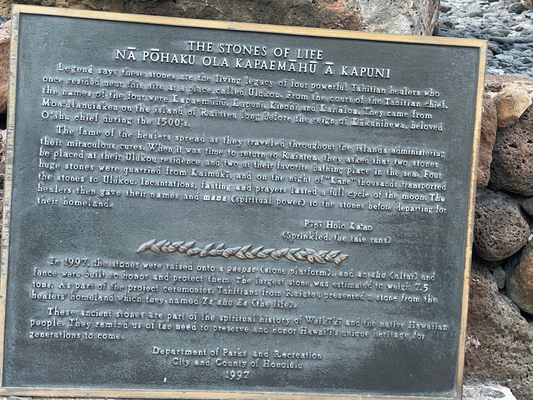 THE STONES OF LIFE
NĀ PŌHAKU OLA KAPAEMĀHŪ Ā KAPUNI
Legend says these stones are the living legacy of four powerful Tahitian healers who
once resided near this site at a place called Ulukou. From the court of the Tahitian chief,
the names of the four were Kapaemahu, Kapuni, Kinohi and Kahaloa. They came from
Moa'ulanuiakea on the island of Raiatea long before the reign of Kakuhihewa, beloved
O'ahu chief during the 1500's.
The fame of the healers spread as they traveled throughout the islands administering
their miraculous cures. When it was time to return to Raiatea, they asked that two stones
be placed at their Ulukou residence and two at their favorite bathing place in the sea. Four
huge stones were quarried from Kaimuki, and on the night of "Kane" thousands transported
the stones to Ulukou. Incantations, fasting and prayers lasted a full cycle of the moon. The
healers then gave their names and mana (spiritual power) to the stones before departing for
their homeland.
Pipi Holo Ka'ao
(Sprinkled, the tale runs)
In 1997, the stones were raised onto a paepae (stone platform), and an ahu (altar) and
fence were built to honor and protect them. The largest stone was estimated to weigh 7.5
tons. As part of the project ceremonies, Tahitians from Raiatea presented a stone from the
healers' homeland which they named Ta'ahu Ea (the life).
These ancient stones are part of the spiritual history of Waikīkī and the native Hawaiian
people. They remind us of the need to preserve and honor Hawai'i's unique heritage for
generations to come.
Department of Parks and Recreation
City and County of Honolulu
1997